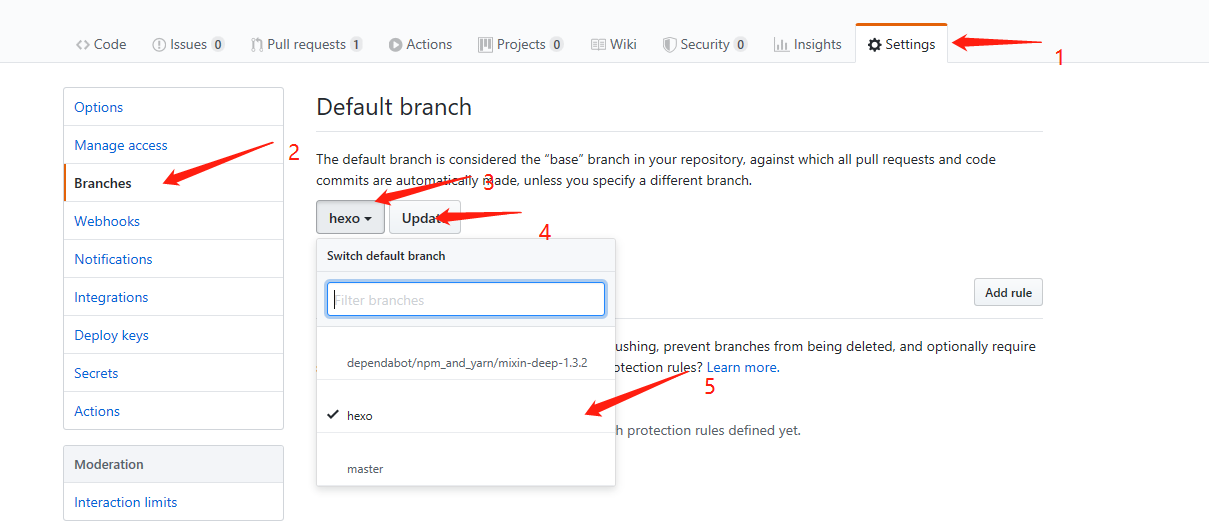 Code Issues 0 Pull requests 1 Actions Projects 0 Wiki Security 0 Insights Settings
1
Options
Manage access
2
Branches
Webhooks
Notifications
Integrations
Deploy keys
Secrets
Actions
Moderation
Interaction limits
Default branch
The default branch is considered the “base” branch in your repository, against which all pull requests and code
commits are automatically made, unless you specify a different branch.
3
hexo Update
4
Switch default branch
Filter branches
Add rule
dependabot/npm_and_yarn/mixin-deep-1.3.2
hexo
master
ushing, prevent branches from being deleted, and optionally require
otection rules? Learn more.
5
h protection rules defined yet.